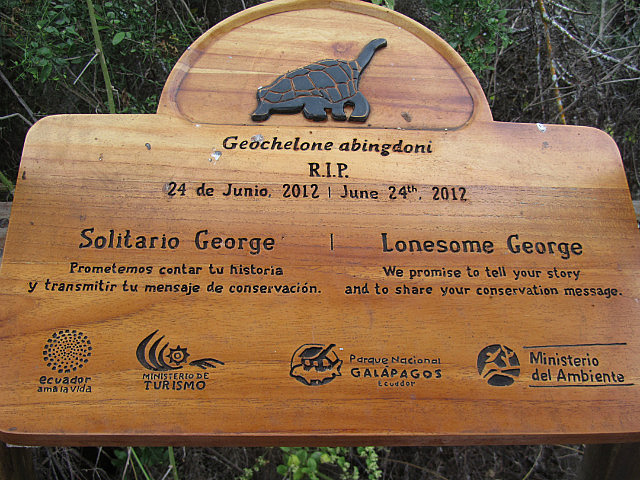 Geochelone abingdoni
R.I.P.
24 de Junio, 2012 | June 24th, 2012
Solitario George | Lonesome George
Prometemos contar tu historia
y transmitir tu mensaje de conservación.
We promise to tell your story
and to share your conservation message.
ecuador
ama la vida
MINISTERIO DE
TURISMO
Parque Nacional
GALÁPAGOS
Ecuador
Ministerio
del Ambiente